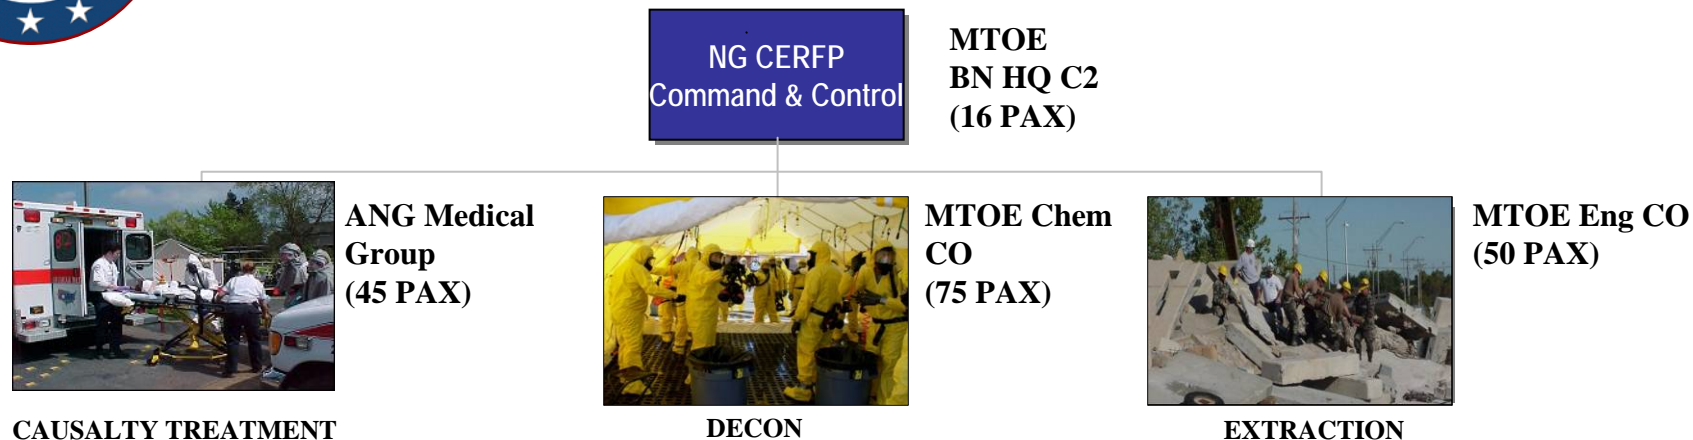 NG CERFP
Command & Control
MTOE
BN HQ C2
(16 PAX)
ANG Medical
Group
(45 PAX)
MTOE Chem
CO
(75 PAX)
MTOE Eng CO
(50 PAX)
CAUSALTY TREATMENT
DECON
EXTRACTION